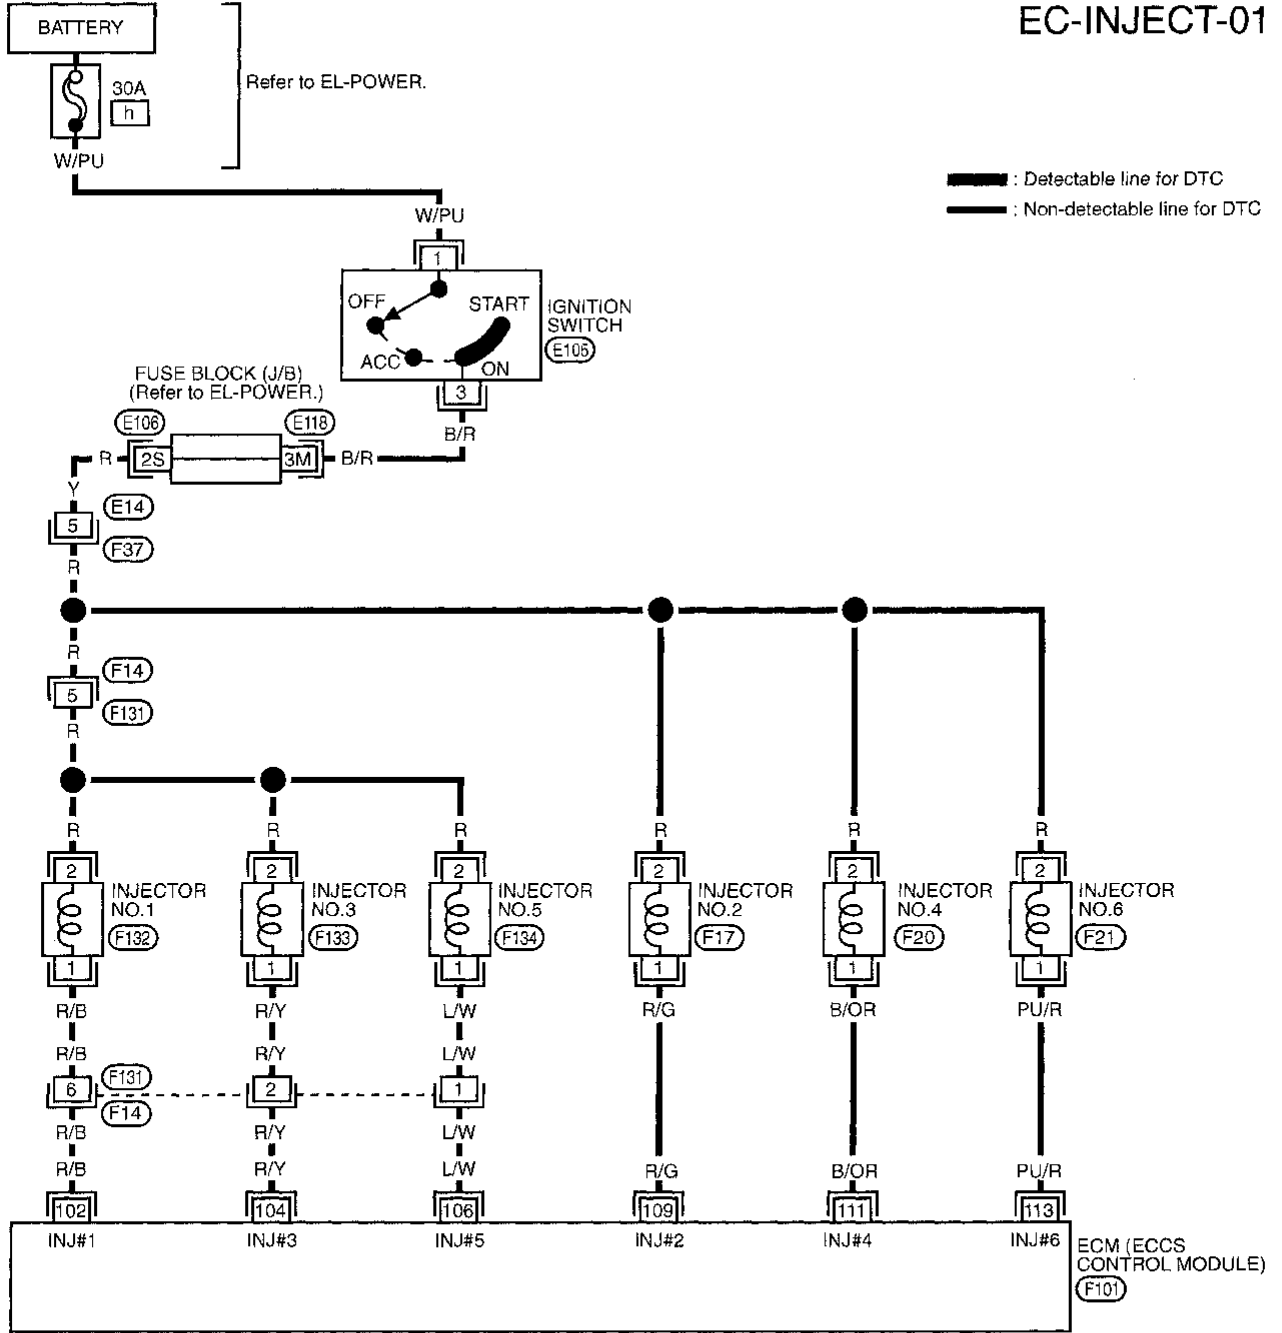 EC-INJECT-01
BATTERY
30A
h
Refer to EL-POWER.
W/PU
: Detectable line for DTC
: Non-detectable line for DTC
W/PU
1
OFF
START
ACC
ON
IGNITION
SWITCH
E105
3
B/R
FUSE BLOCK (J/B)
(Refer to EL-POWER.)
E106
E118
R
2S
3M
B/R
Y
E14
5
F37
R
R
F14
5
F131
R
R R R R R R
2 2 2 2 2 2
INJECTOR
NO.1
F132
INJECTOR
NO.3
F133
INJECTOR
NO.5
F134
INJECTOR
NO.2
F17
INJECTOR
NO.4
F20
INJECTOR
NO.6
F21
1 1 1 1 1 1
R/B R/Y L/W R/G B/OR PU/R
R/B R/Y L/W
F131
6 2 1
F14
R/B R/Y L/W
R/B R/Y L/W R/G B/OR PU/R
102 104 106 109 111 113
INJ#1 INJ#3 INJ#5 INJ#2 INJ#4 INJ#6
ECM (ECCS
CONTROL MODULE)
F101